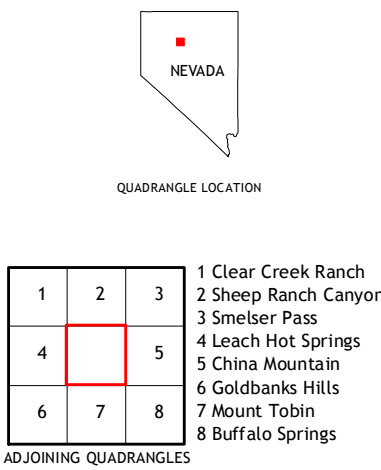 NEVADA
QUADRANGLE LOCATION
1 2 3
4 5
6 7 8
1 Clear Creek Ranch
2 Sheep Ranch Canyon
3 Smelser Pass
4 Leach Hot Springs
5 China Mountain
6 Goldbanks Hills
7 Mount Tobin
8 Buffalo Springs
ADJOINING QUADRANGLES